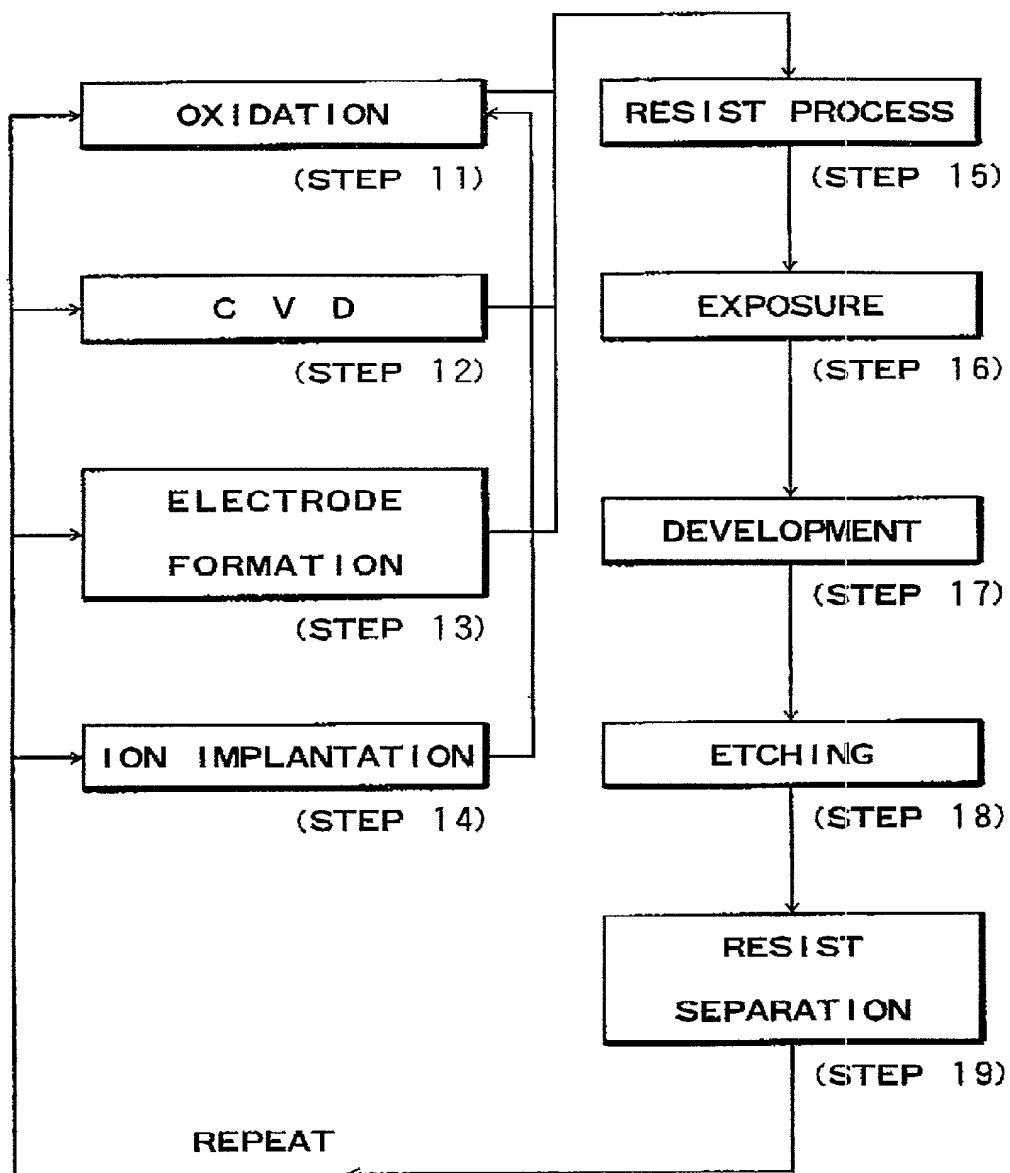 OXIDATION
(STEP 11)
C V D
(STEP 12)
ELECTRODE
FORMATION
(STEP 13)
ION IMPLANTATION
(STEP 14)
RESIST PROCESS
(STEP 15)
EXPOSURE
(STEP 16)
DEVELOPMENT
(STEP 17)
ETCHING
(STEP 18)
RESIST
SEPARATION
(STEP 19)
REPEAT